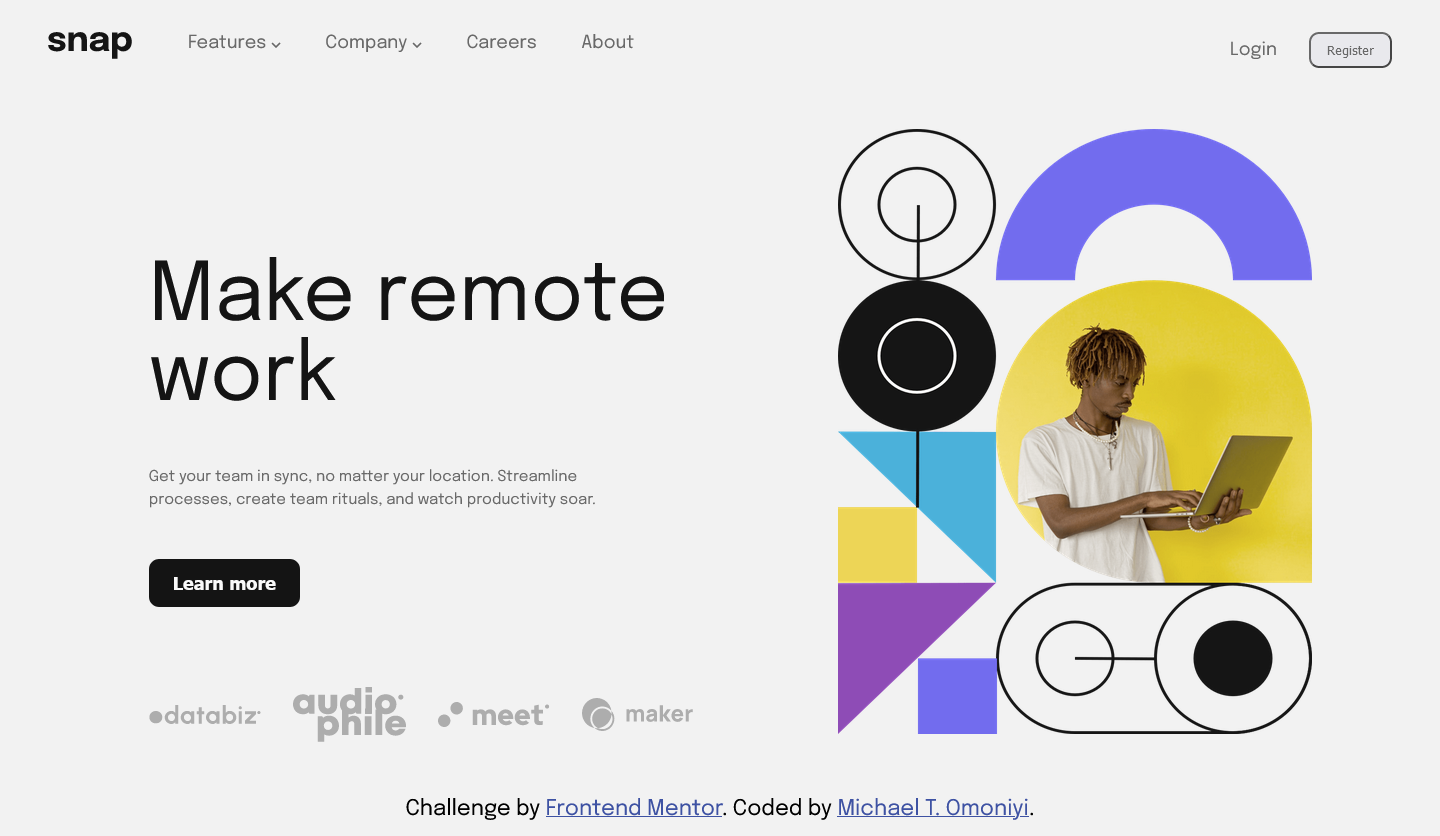 snap Features Company Careers About Login Register
Make remote
work
Get your team in sync, no matter your location. Streamline
processes, create team rituals, and watch productivity soar.
Learn more
databiz audiophile meet maker
Challenge by Frontend Mentor. Coded by Michael T. Omoniyi.